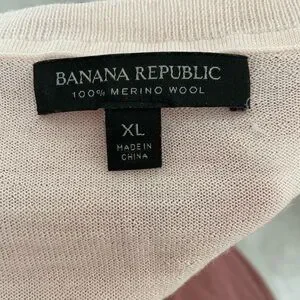 BANANA REPUBLIC
100% MERINO WOOL
XL
MADE IN
CHINA